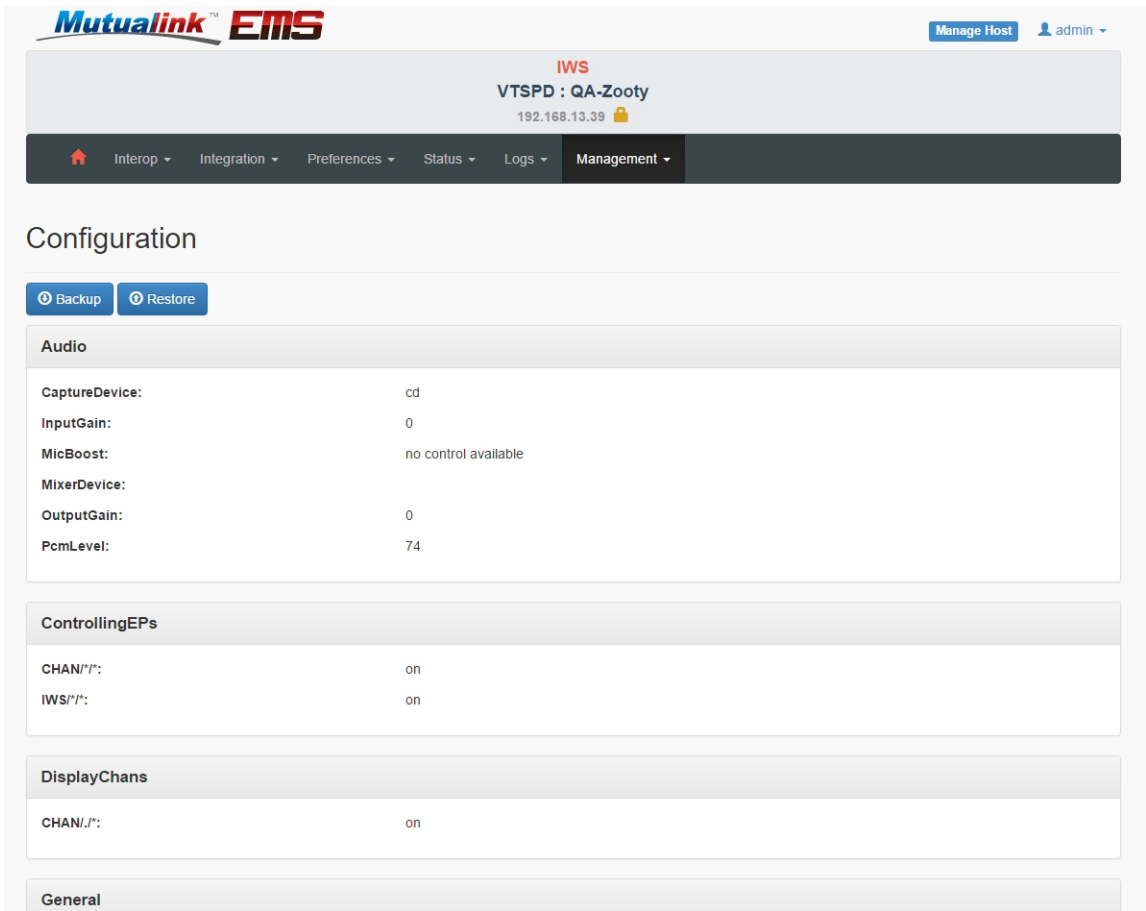 Mutualink™ EMS
Manage Host admin
IWS
VTSPD : QA-Zooty
192.168.13.39
Interop Integration Preferences Status Logs Management
Configuration
Backup Restore
Audio
CaptureDevice: cd
InputGain: 0
MicBoost: no control available
MixerDevice:
OutputGain: 0
PcmLevel: 74
ControllingEPs
CHAN/*/*: on
IWS/*/*: on
DisplayChans
CHAN/./*: on
General